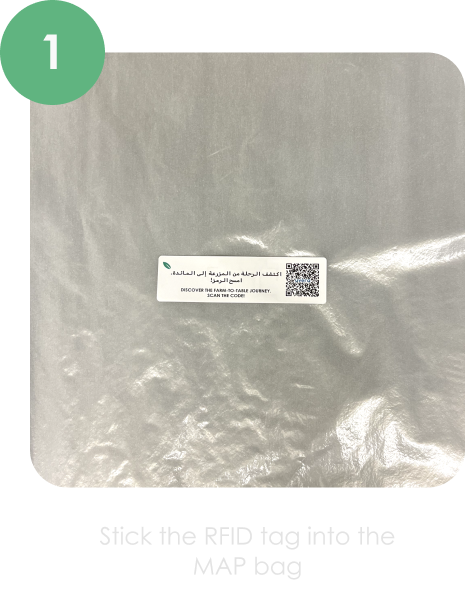 1
اكتشف الرحلة من المزرعة إلى المائدة.
امسح الرمز!
DISCOVER THE FARM-TO-TABLE JOURNEY.
SCAN THE CODE!
Stick the RFID tag into the
MAP bag